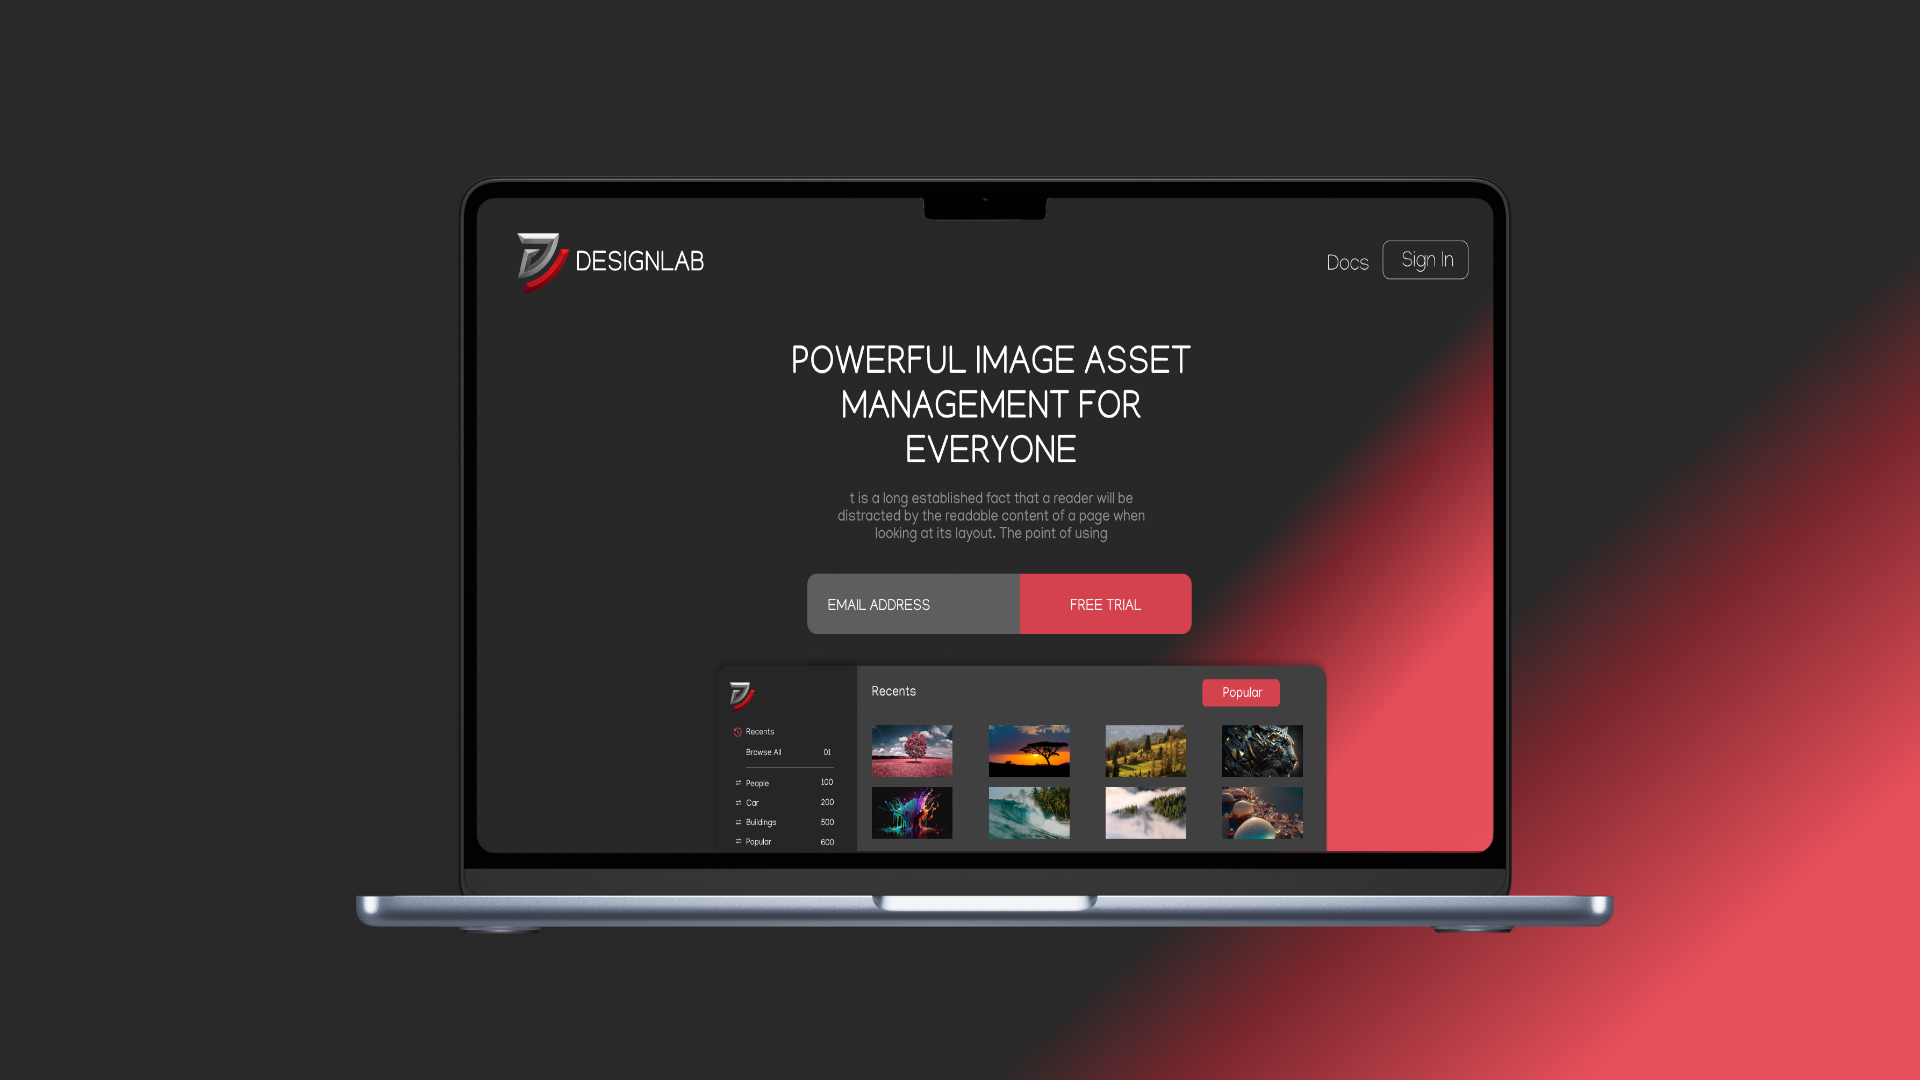 DESIGNLAB
Docs
Sign In
POWERFUL IMAGE ASSET
MANAGEMENT FOR
EVERYONE
t is a long established fact that a reader will be
distracted by the readable content of a page when
looking at its layout. The point of using
EMAIL ADDRESS
FREE TRIAL
Recents
Popular
Recents
Browse All 01
People 100
Car 200
Buildings 500
Popular 600